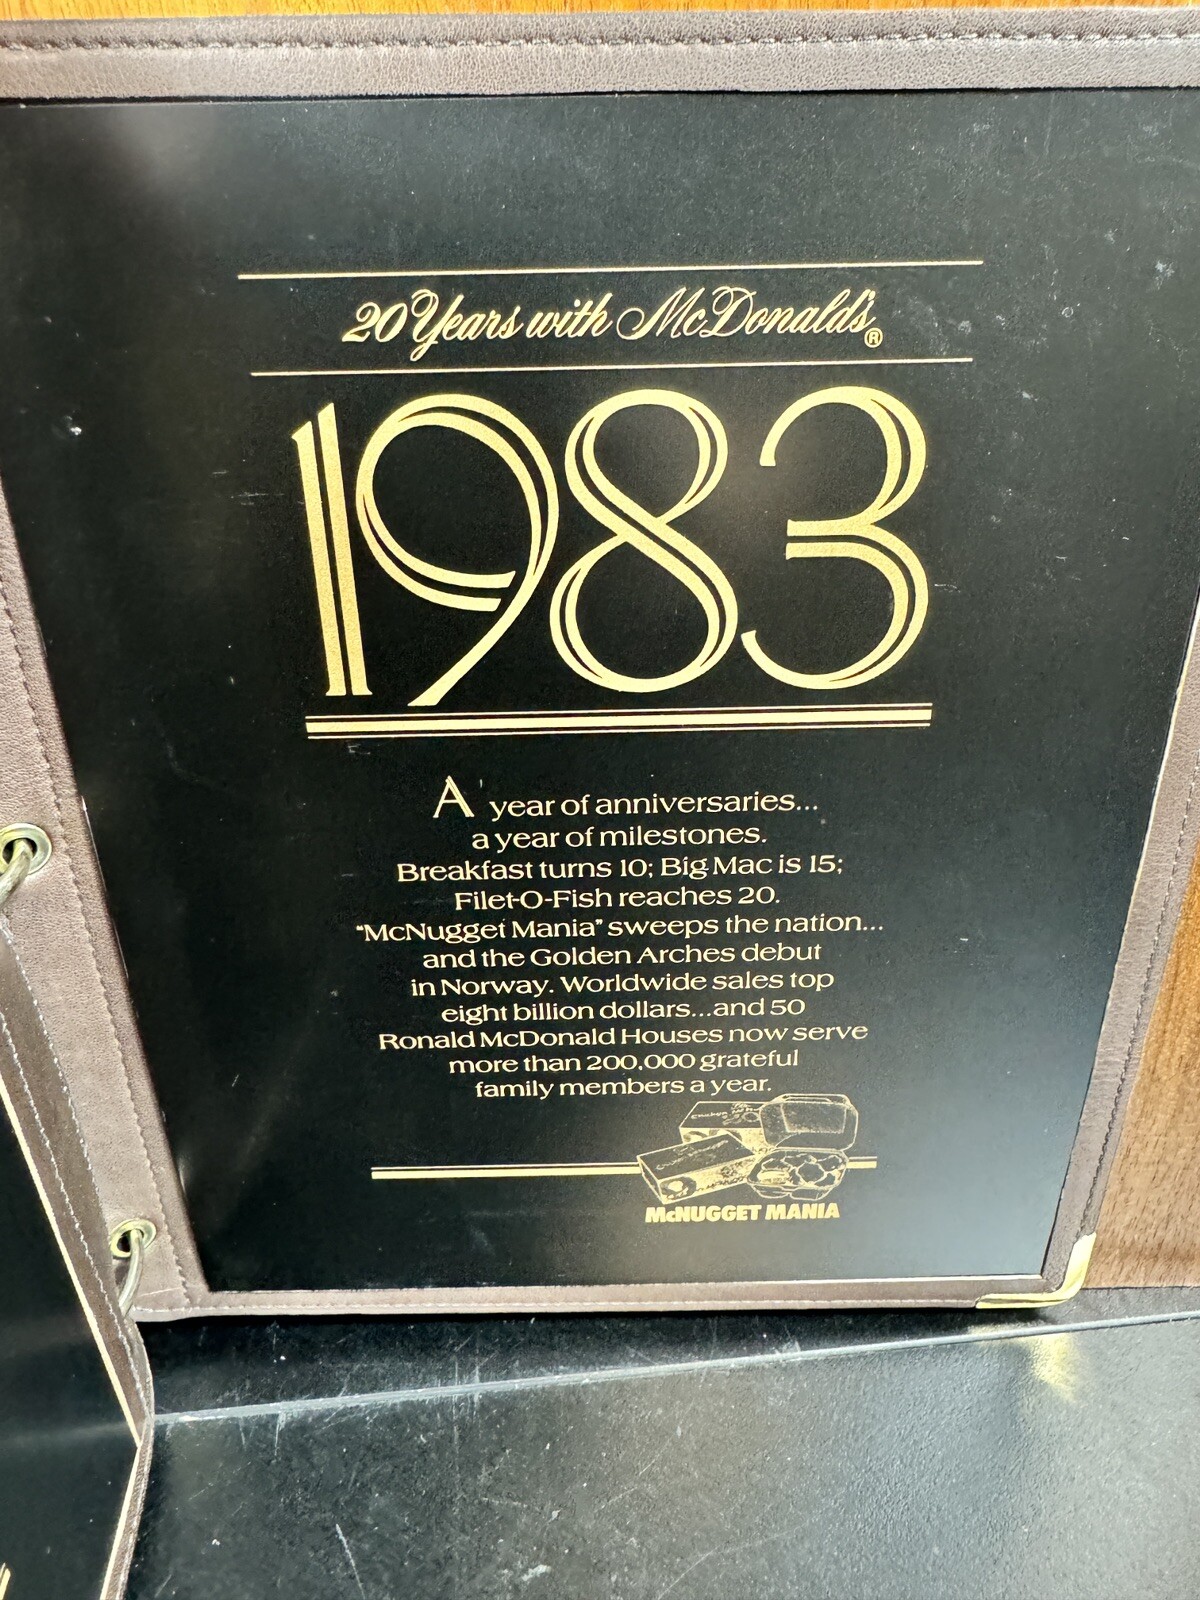 20 Years with McDonald's®
1983
A year of anniversaries...
a year of milestones.
Breakfast turns 10; Big Mac is 15;
Filet-O-Fish reaches 20.
“McNugget Mania” sweeps the nation...
and the Golden Arches debut
in Norway. Worldwide sales top
eight billion dollars...and 50
Ronald McDonald Houses now serve
more than 200,000 grateful
family members a year.
McNUGGET MANIA